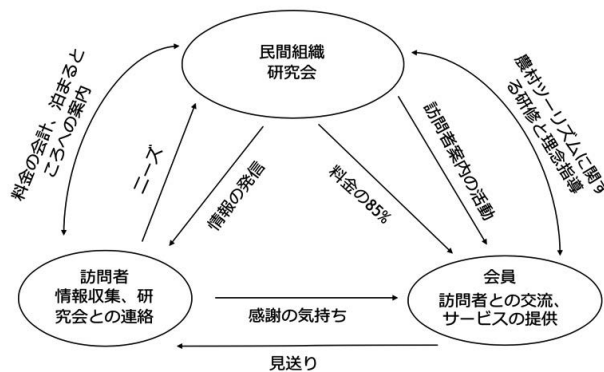 民間組織
研究会
料金の会計、泊まると
ころへの案内
ニーズ
情報の発信
料金の85%
訪問者案内の活動
農村ツーリズムに関す
る研修と理念指導
訪問者
情報収集、研
究会との連絡
感謝の気持ち
見送り
会員
訪問者との交流、
サービスの提供